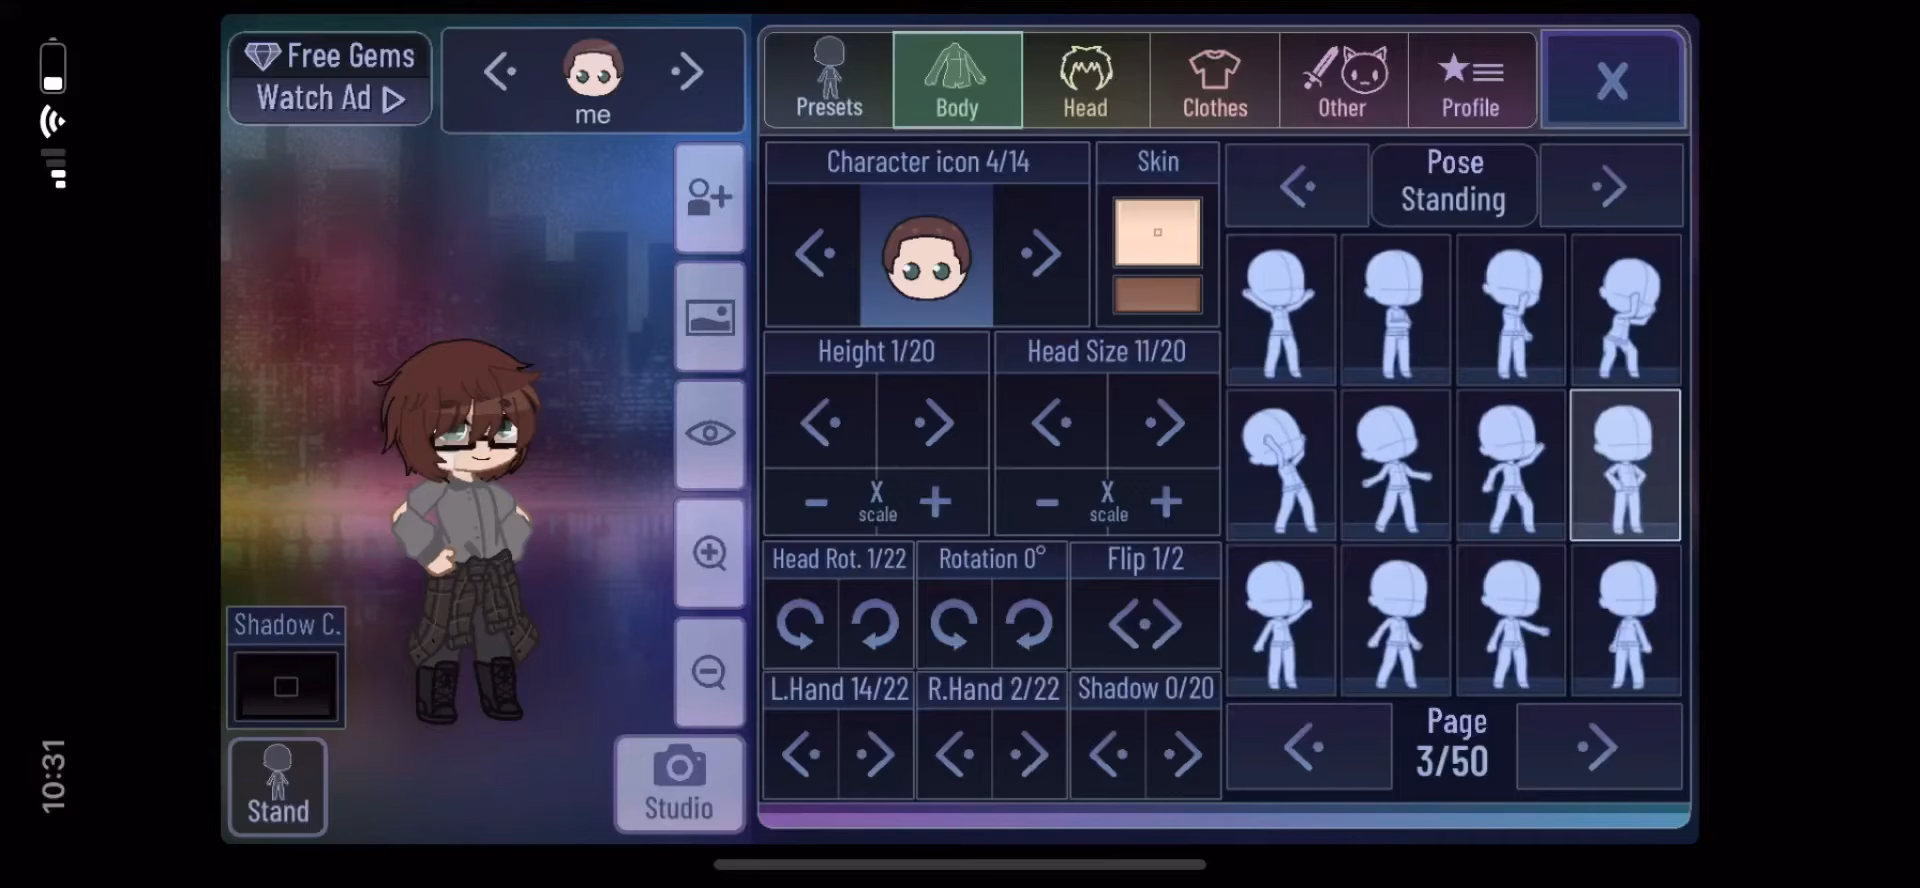 Free Gems
Watch Ad
me
Presets
Body
Head
Clothes
Other
Profile
X
Character icon 4/14
Skin
Pose
Standing
Height 1/20
Head Size 11/20
X
scale
X
scale
Head Rot. 1/22
Rotation 0°
Flip 1/2
L.Hand 14/22
R.Hand 2/22
Shadow 0/20
Page
3/50
Shadow C.
Stand
Studio
10:31